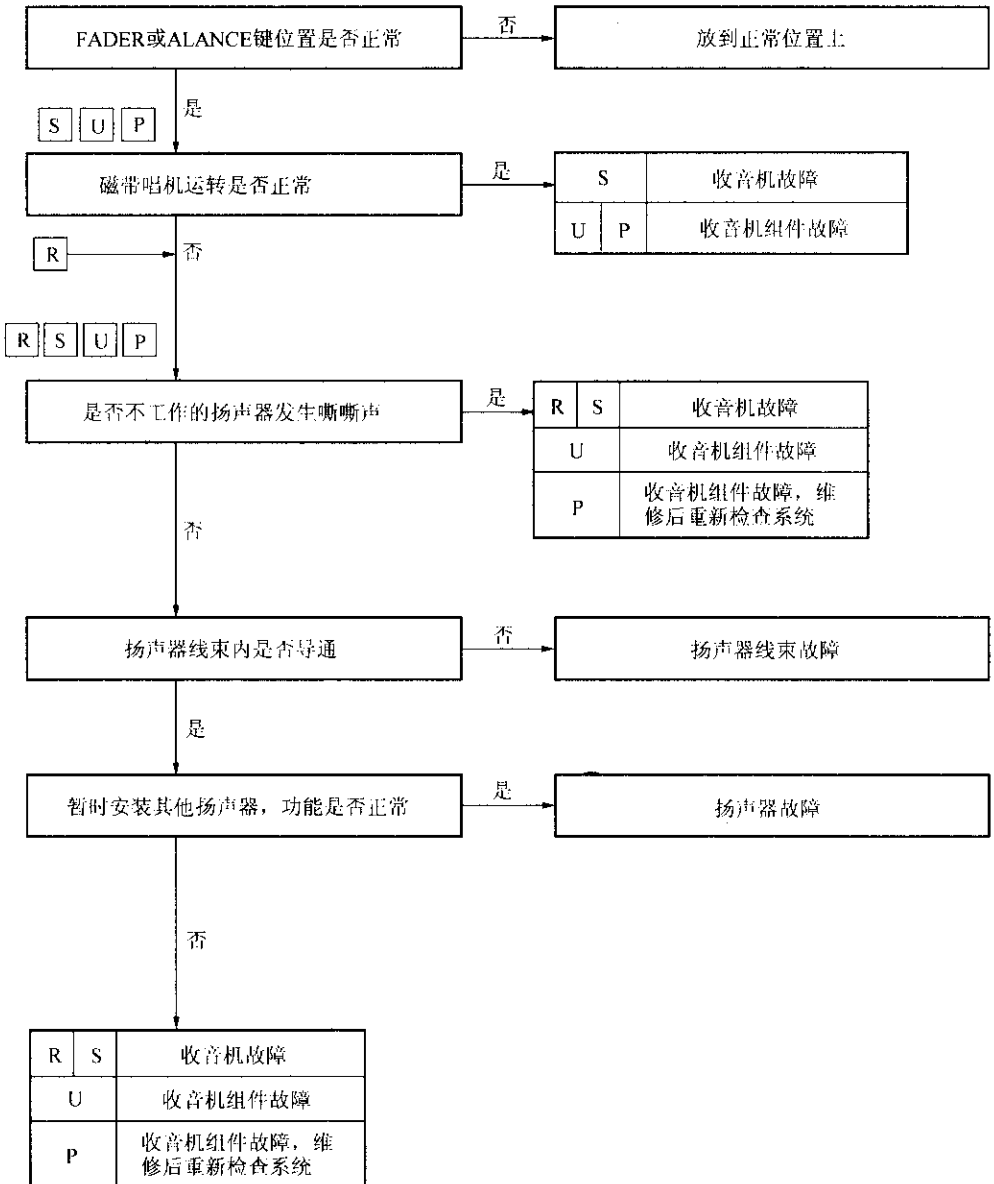 FADER或ALANCE键位置是否正常
否
放到正常位置上
是
S U P
磁带唱机运转是否正常
是
S 收音机故障
U P 收音机组件故障
R
否
R S U P
是否不工作的扬声器发生嘶嘶声
是
R S 收音机故障
U 收音机组件故障
P 收音机组件故障，维
修后重新检查系统
否
扬声器线束内是否导通
否
扬声器线束故障
是
暂时安装其他扬声器，功能是否正常
是
扬声器故障
否
R S 收音机故障
U 收音机组件故障
P 收音机组件故障，维
修后重新检查系统